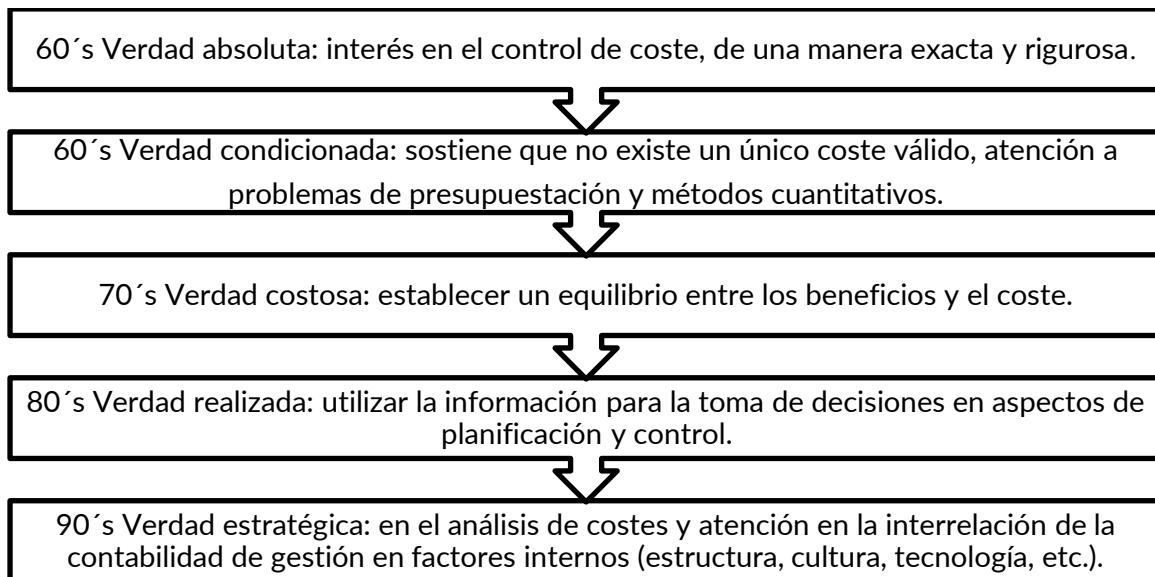 60´s Verdad absoluta: interés en el control de coste, de una manera exacta y rigurosa.
60´s Verdad condicionada: sostiene que no existe un único coste válido, atención a
problemas de presupuestación y métodos cuantitativos.
70´s Verdad costosa: establecer un equilibrio entre los beneficios y el coste.
80´s Verdad realizada: utilizar la información para la toma de decisiones en aspectos de
planificación y control.
90´s Verdad estratégica: en el análisis de costes y atención en la interrelación de la
contabilidad de gestión en factores internos (estructura, cultura, tecnología, etc.).